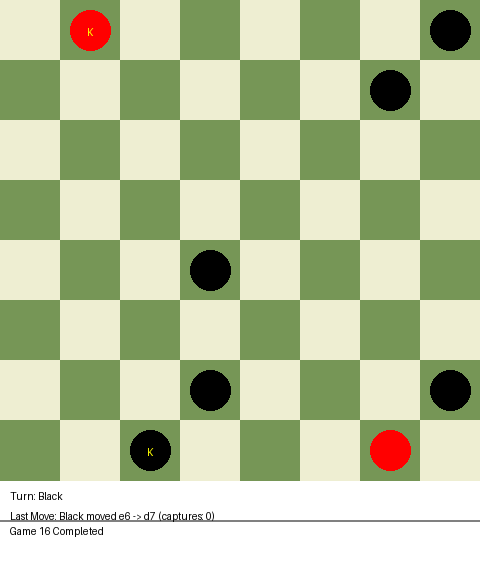 K
K
Turn: Black
Last Move: Black moved e6 -> d7 (captures: 0)
Game 16 Completed